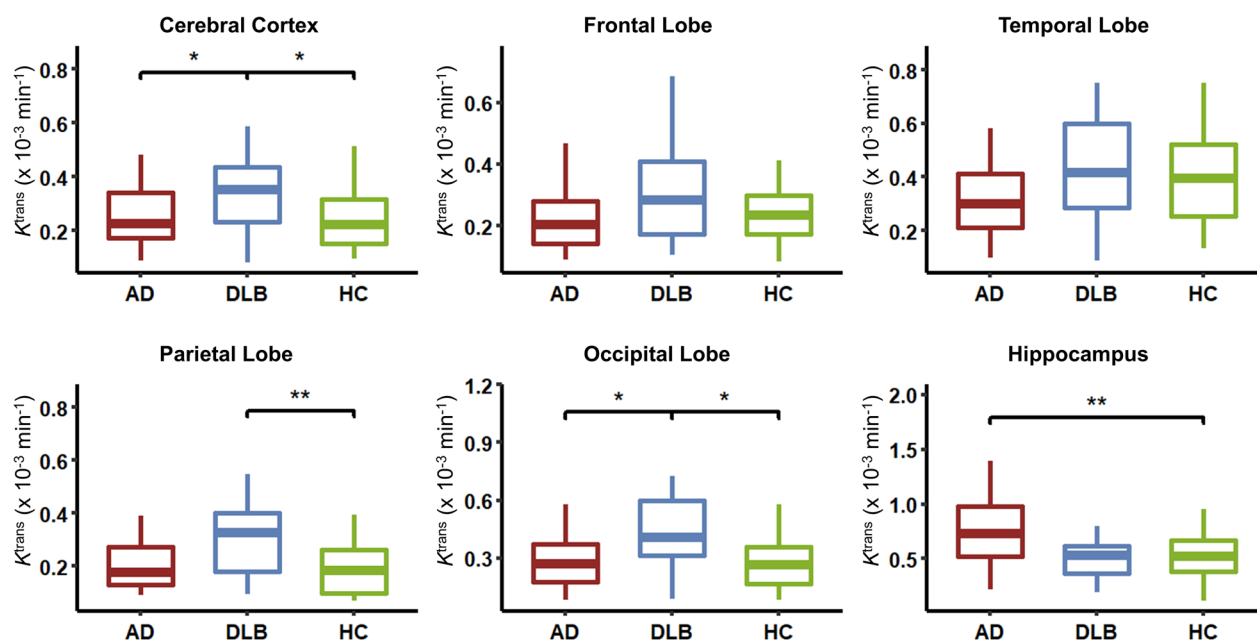 Cerebral Cortex
Frontal Lobe
Temporal Lobe
Ktrans (x 10-3 min-1)
0.8
0.6
0.4
0.2
*
*
AD DLB HC
Ktrans (x 10-3 min-1)
0.6
0.4
0.2
AD DLB HC
Ktrans (x 10-3 min-1)
0.8
0.6
0.4
0.2
AD DLB HC
Parietal Lobe
Occipital Lobe
Hippocampus
Ktrans (x 10-3 min-1)
0.8
0.6
0.4
0.2
**
AD DLB HC
Ktrans (x 10-3 min-1)
1.2
0.9
0.6
0.3
*
*
AD DLB HC
Ktrans (x 10-3 min-1)
2.0
1.5
1.0
0.5
**
AD DLB HC